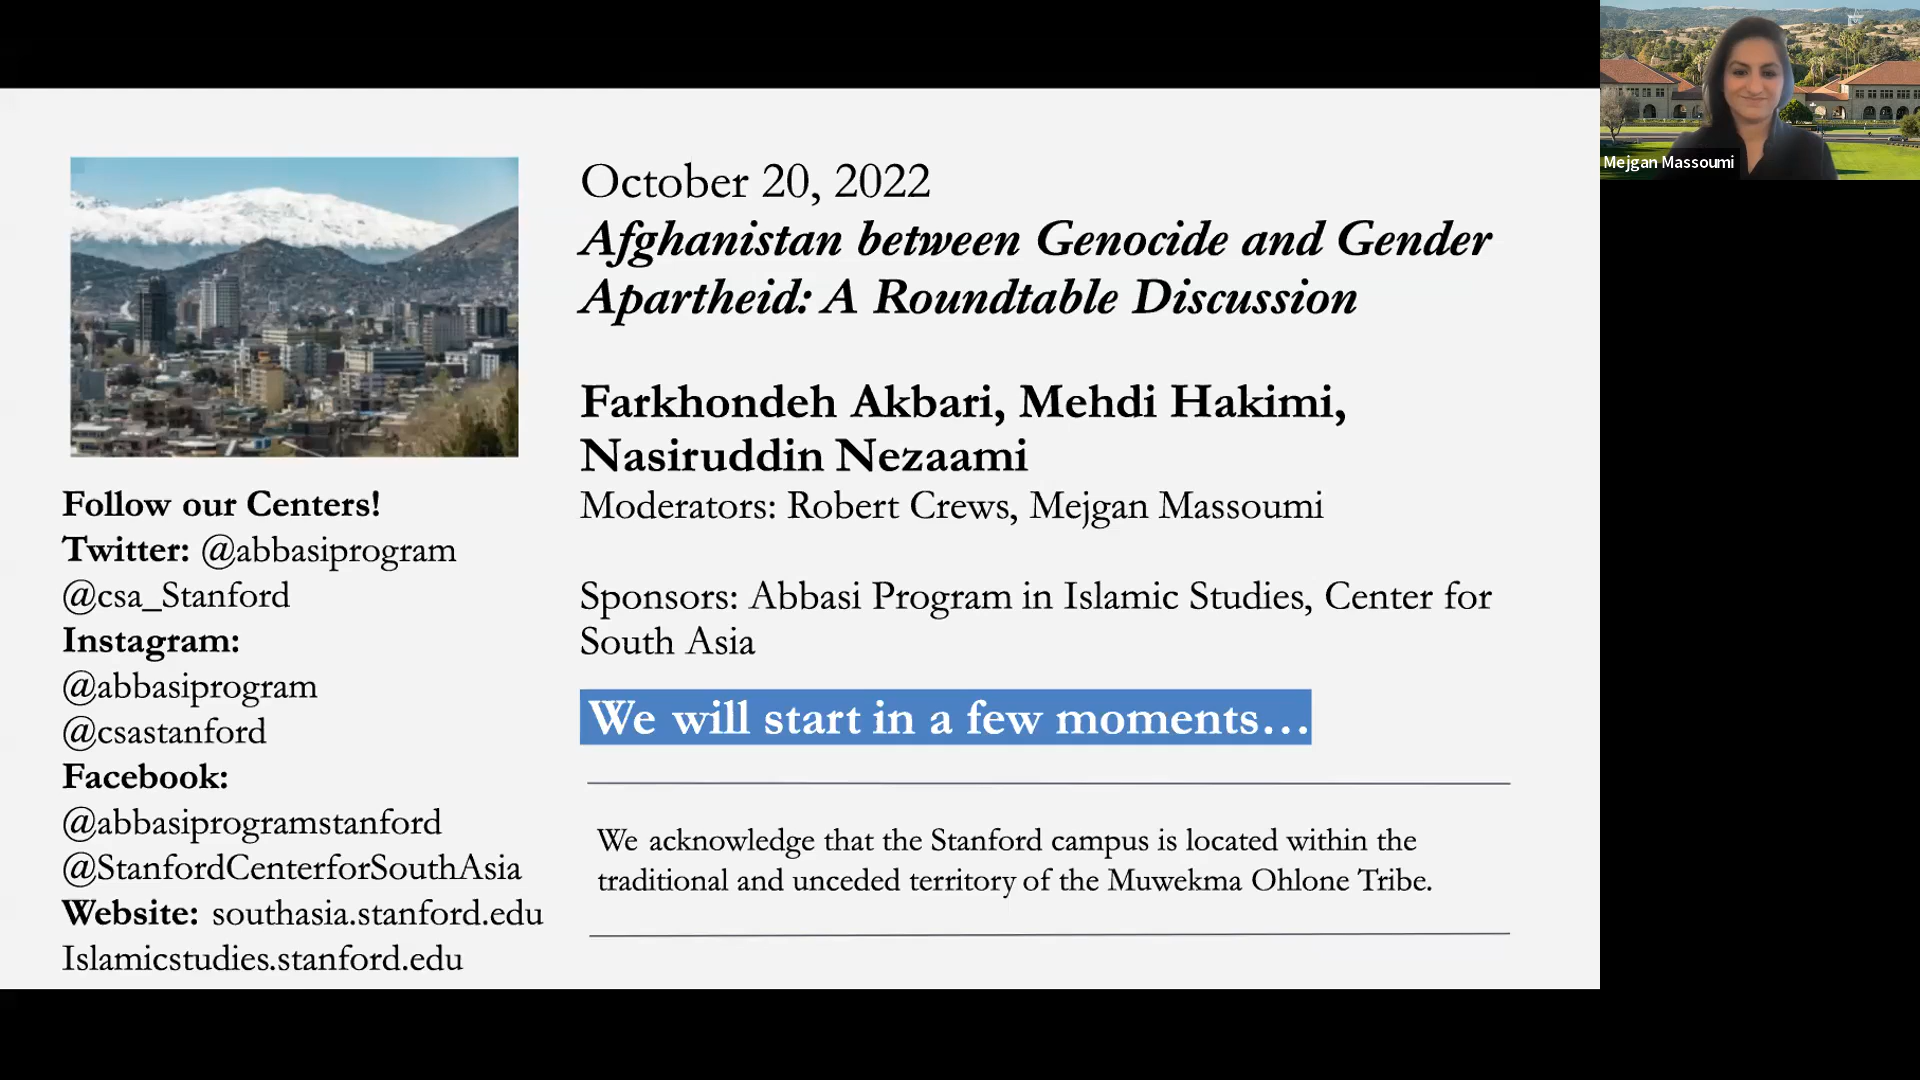 October 20, 2022
Afghanistan between Genocide and Gender
Apartheid: A Roundtable Discussion
Farkhondeh Akbari, Mehdi Hakimi,
Nasiruddin Nezaami
Moderators: Robert Crews, Mejgan Massoumi
Sponsors: Abbasi Program in Islamic Studies, Center for
South Asia
We will start in a few moments…
We acknowledge that the Stanford campus is located within the
traditional and unceded territory of the Muwekma Ohlone Tribe.
Follow our Centers!
Twitter: @abbasiprogram
@csa_Stanford
Instagram:
@abbasiprogram
@csastanford
Facebook:
@abbasiprogramstanford
@StanfordCenterforSouthAsia
Website: southasia.stanford.edu
Islamicstudies.stanford.edu
Mejgan Massoumi